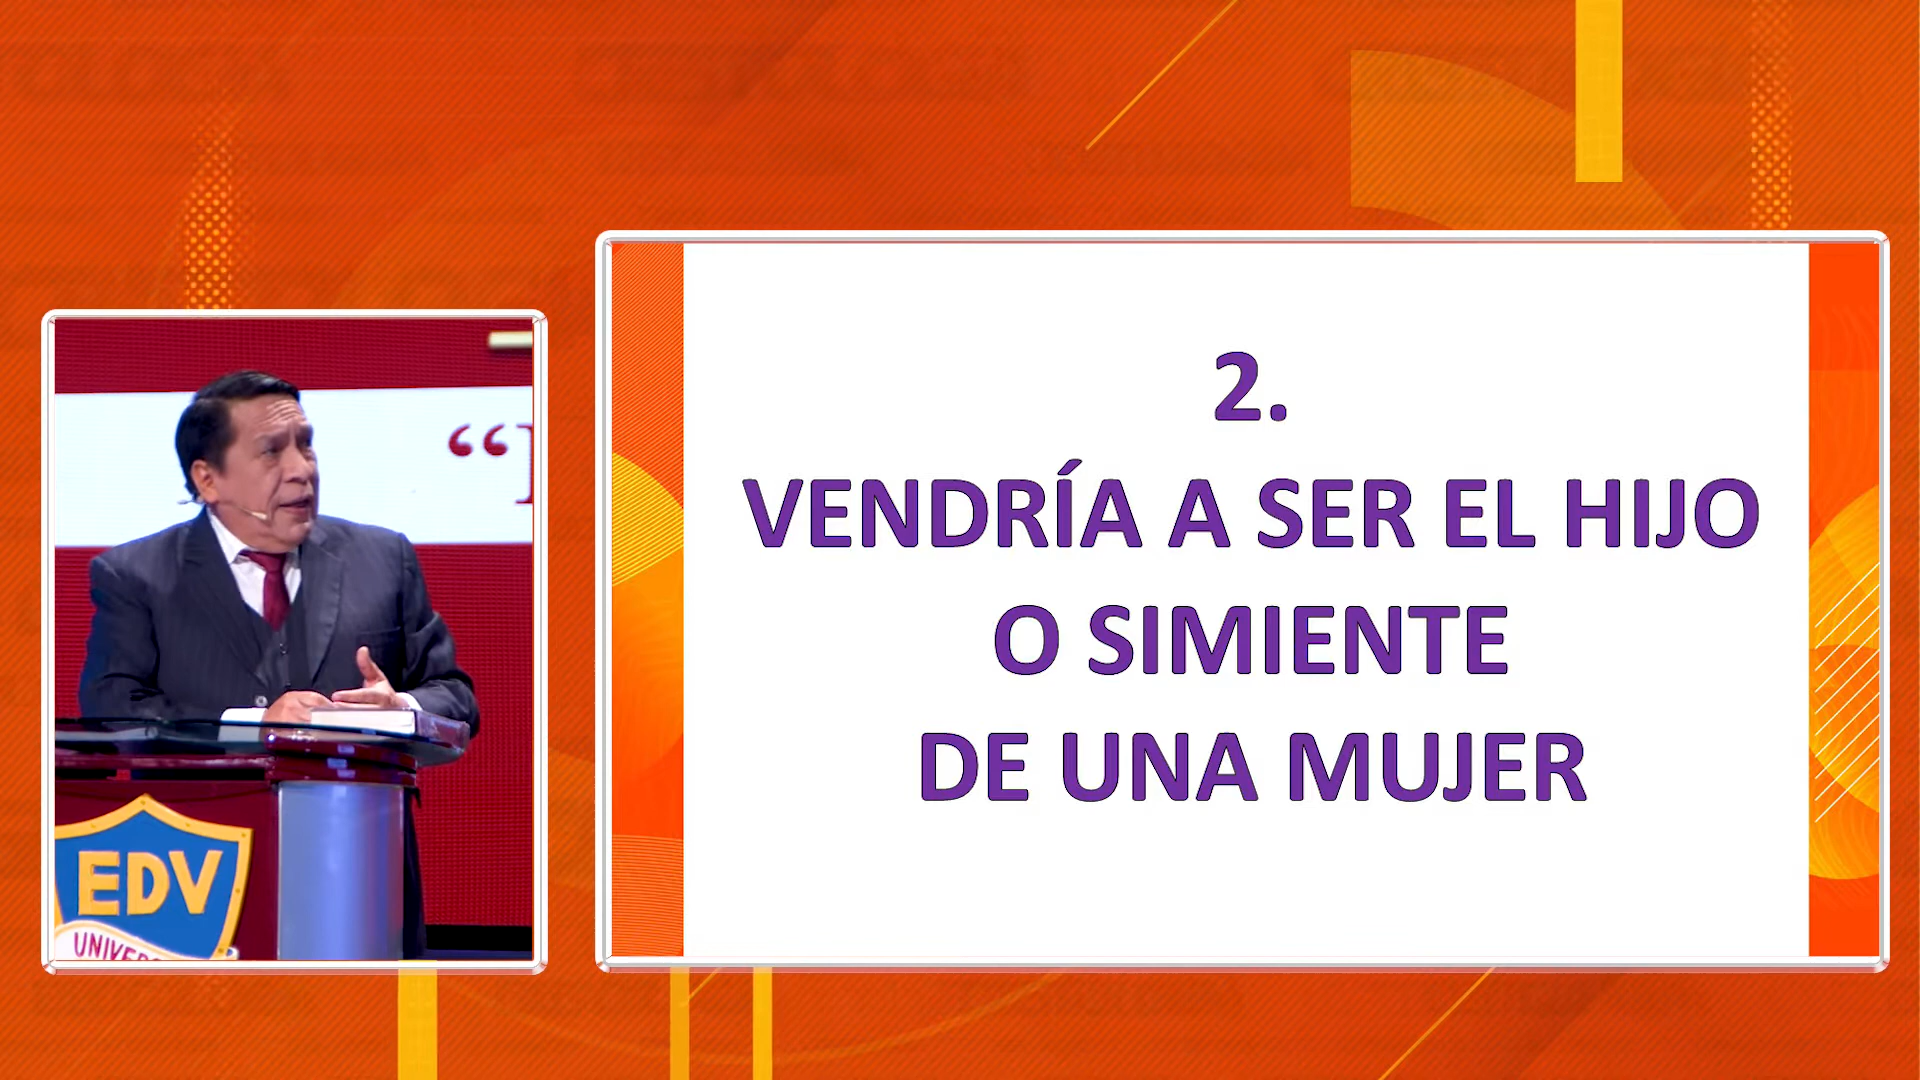 “
EDV
2.
VENDRÍA A SER EL HIJO
O SIMIENTE
DE UNA MUJER